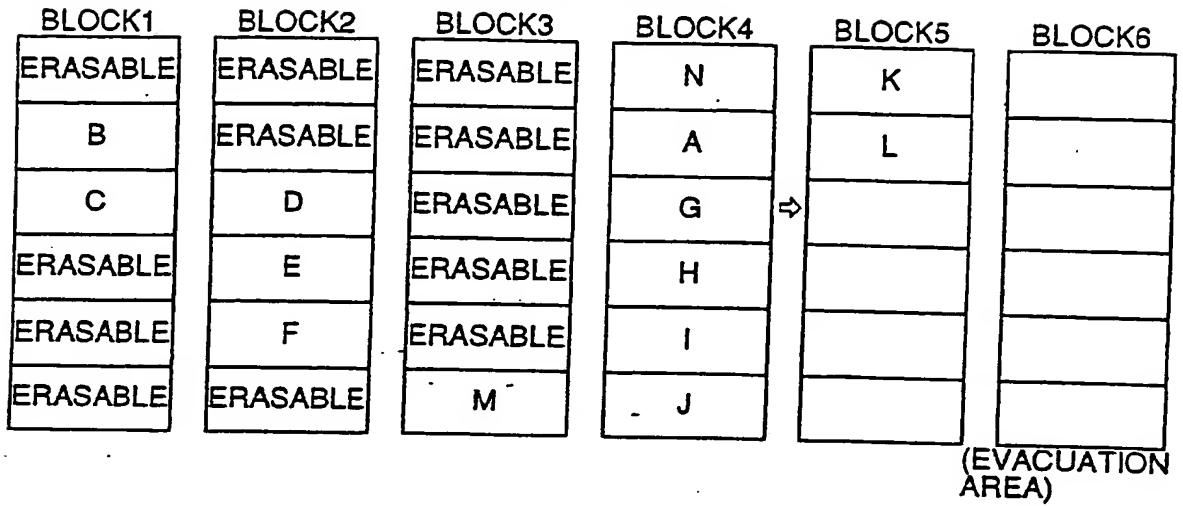 BLOCK1 BLOCK2 BLOCK3 BLOCK4 BLOCK5 BLOCK6
ERASABLE ERASABLE ERASABLE N K
B ERASABLE ERASABLE A L
C D ERASABLE G ⇨
ERASABLE E ERASABLE H
ERASABLE F ERASABLE I
ERASABLE ERASABLE M J
(EVACUATION
AREA)